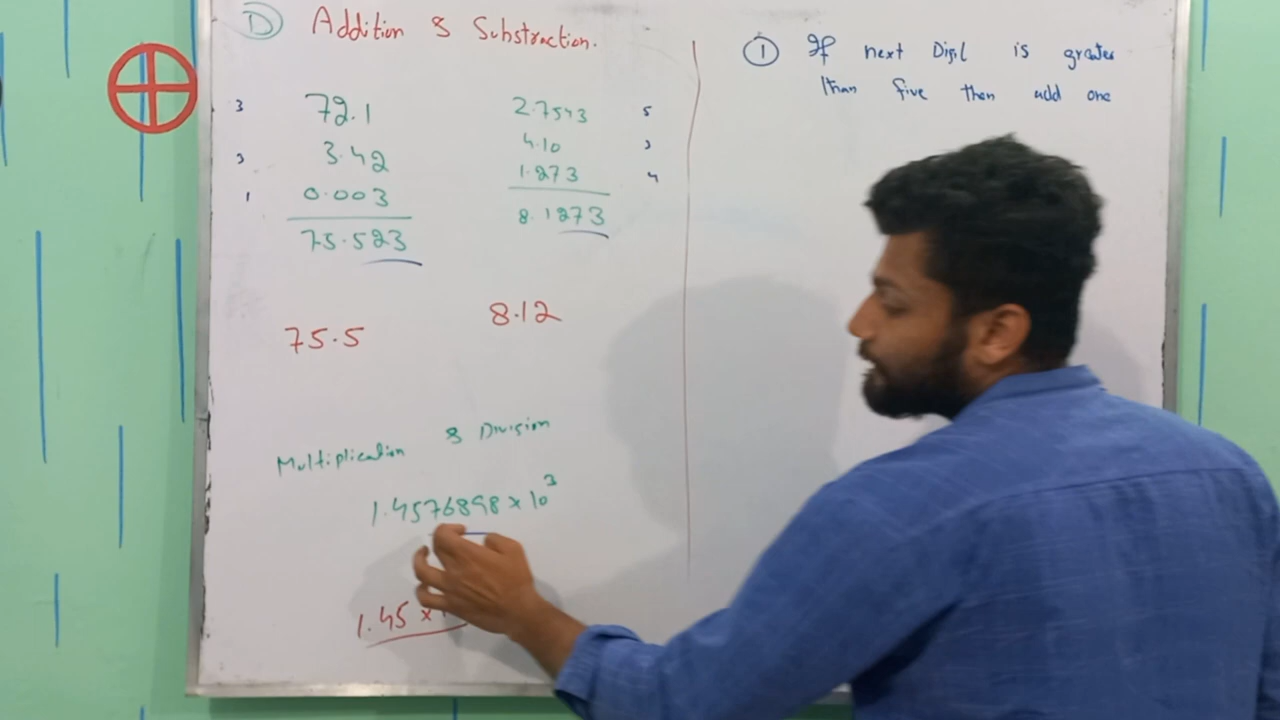 D Addition & Substraction.
3 72.1
3 3.42
1 0.003
75.523
75.5
2.7543 5
4.10 3
1.273 4
8.1273
8.12
Multiplication & Division
1.4576898 × 10³
1.45 ×
① If next Digit is greater
than five then add one